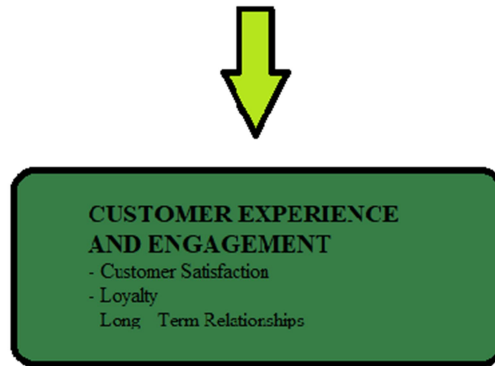 CUSTOMER EXPERIENCE
AND ENGAGEMENT
- Customer Satisfaction
- Loyalty
Long Term Relationships